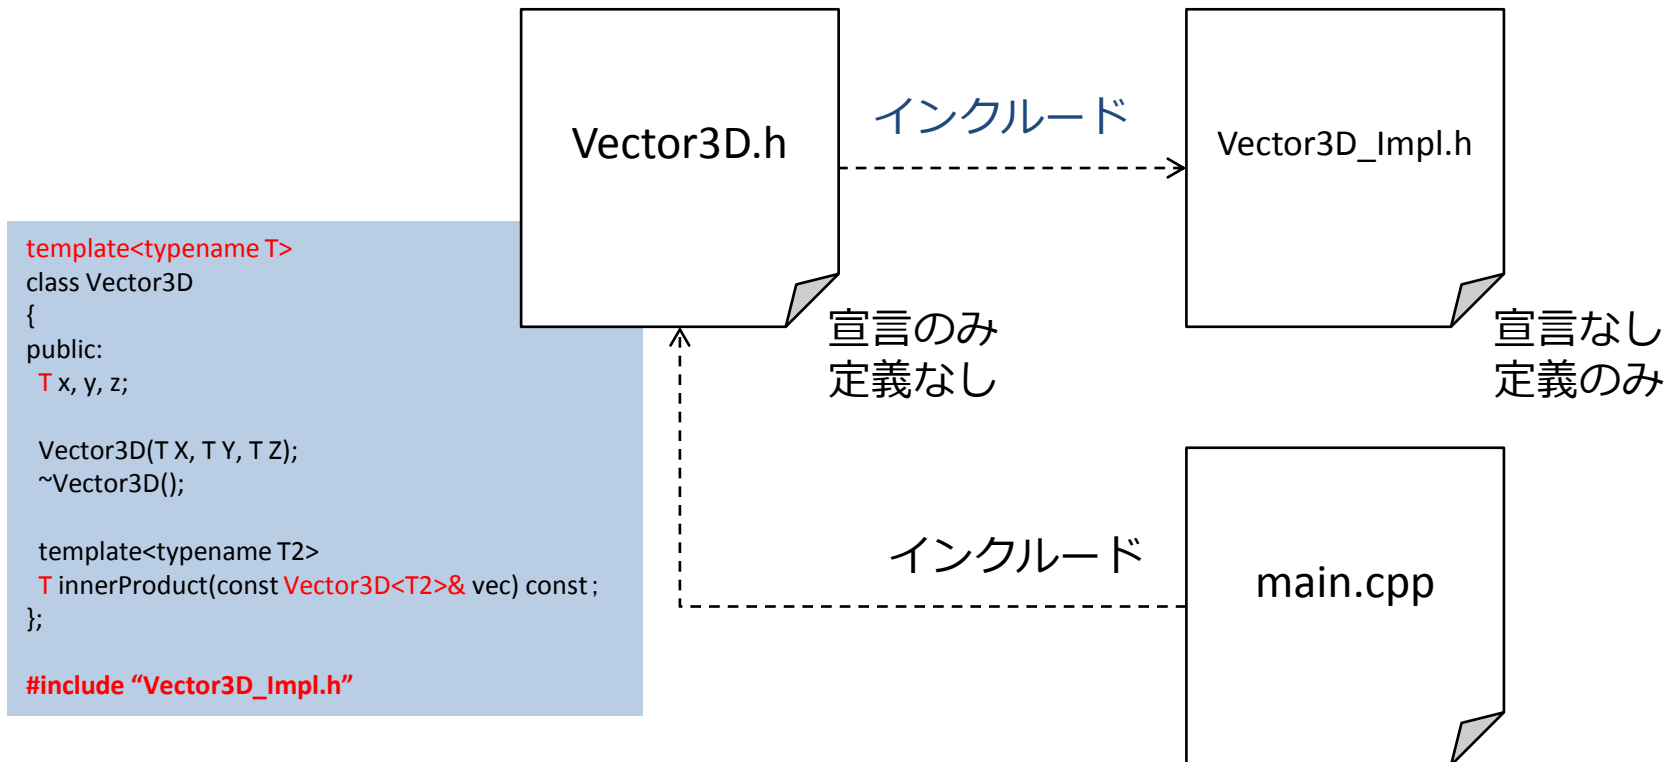 Vector3D.h
インクルード
Vector3D_Impl.h
template<typename T>
class Vector3D
{
public:
T x, y, z;
Vector3D(T X, T Y, T Z);
~Vector3D();
template<typename T2>
T innerProduct(const Vector3D<T2>& vec) const ;
};
#include “Vector3D_Impl.h”
宣言のみ
定義なし
宣言なし
定義のみ
インクルード
main.cpp